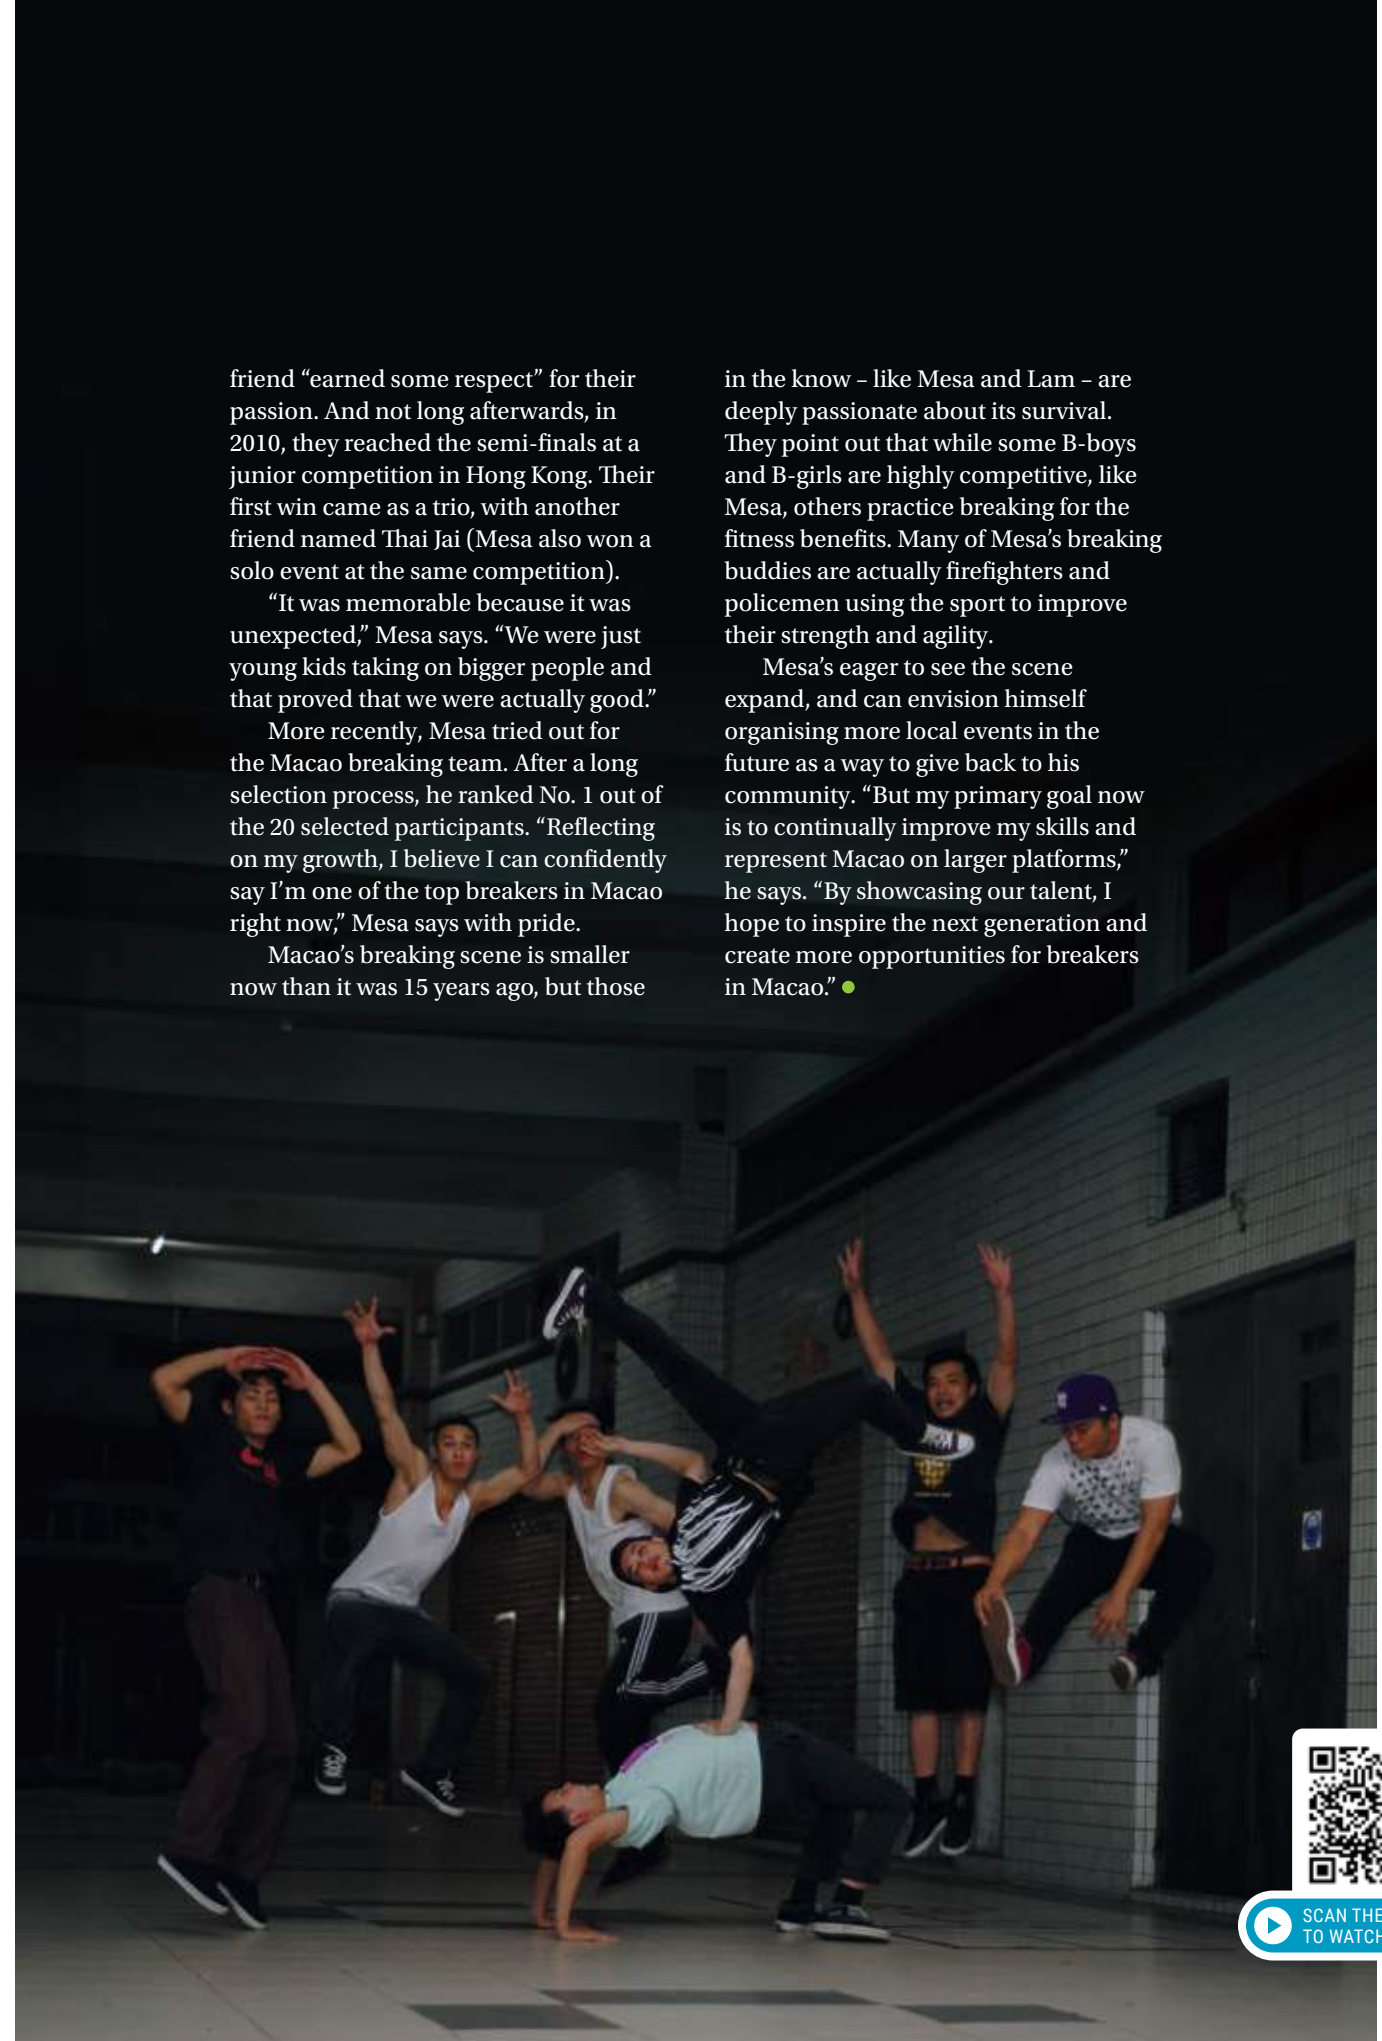 friend “earned some respect” for their
passion. And not long afterwards, in
2010, they reached the semi-finals at a
junior competition in Hong Kong. Their
first win came as a trio, with another
friend named Thai Jai (Mesa also won a
solo event at the same competition).
“It was memorable because it was
unexpected,” Mesa says. “We were just
young kids taking on bigger people and
that proved that we were actually good.”
More recently, Mesa tried out for
the Macao breaking team. After a long
selection process, he ranked No. 1 out of
the 20 selected participants. “Reflecting
on my growth, I believe I can confidently
say I’m one of the top breakers in Macao
right now,” Mesa says with pride.
Macao’s breaking scene is smaller
now than it was 15 years ago, but those
in the know – like Mesa and Lam – are
deeply passionate about its survival.
They point out that while some B-boys
and B-girls are highly competitive, like
Mesa, others practice breaking for the
fitness benefits. Many of Mesa’s breaking
buddies are actually firefighters and
policemen using the sport to improve
their strength and agility.
Mesa’s eager to see the scene
expand, and can envision himself
organising more local events in the
future as a way to give back to his
community. “But my primary goal now
is to continually improve my skills and
represent Macao on larger platforms,”
he says. “By showcasing our talent, I
hope to inspire the next generation and
create more opportunities for breakers
in Macao.”
SCAN THE
TO WATCH